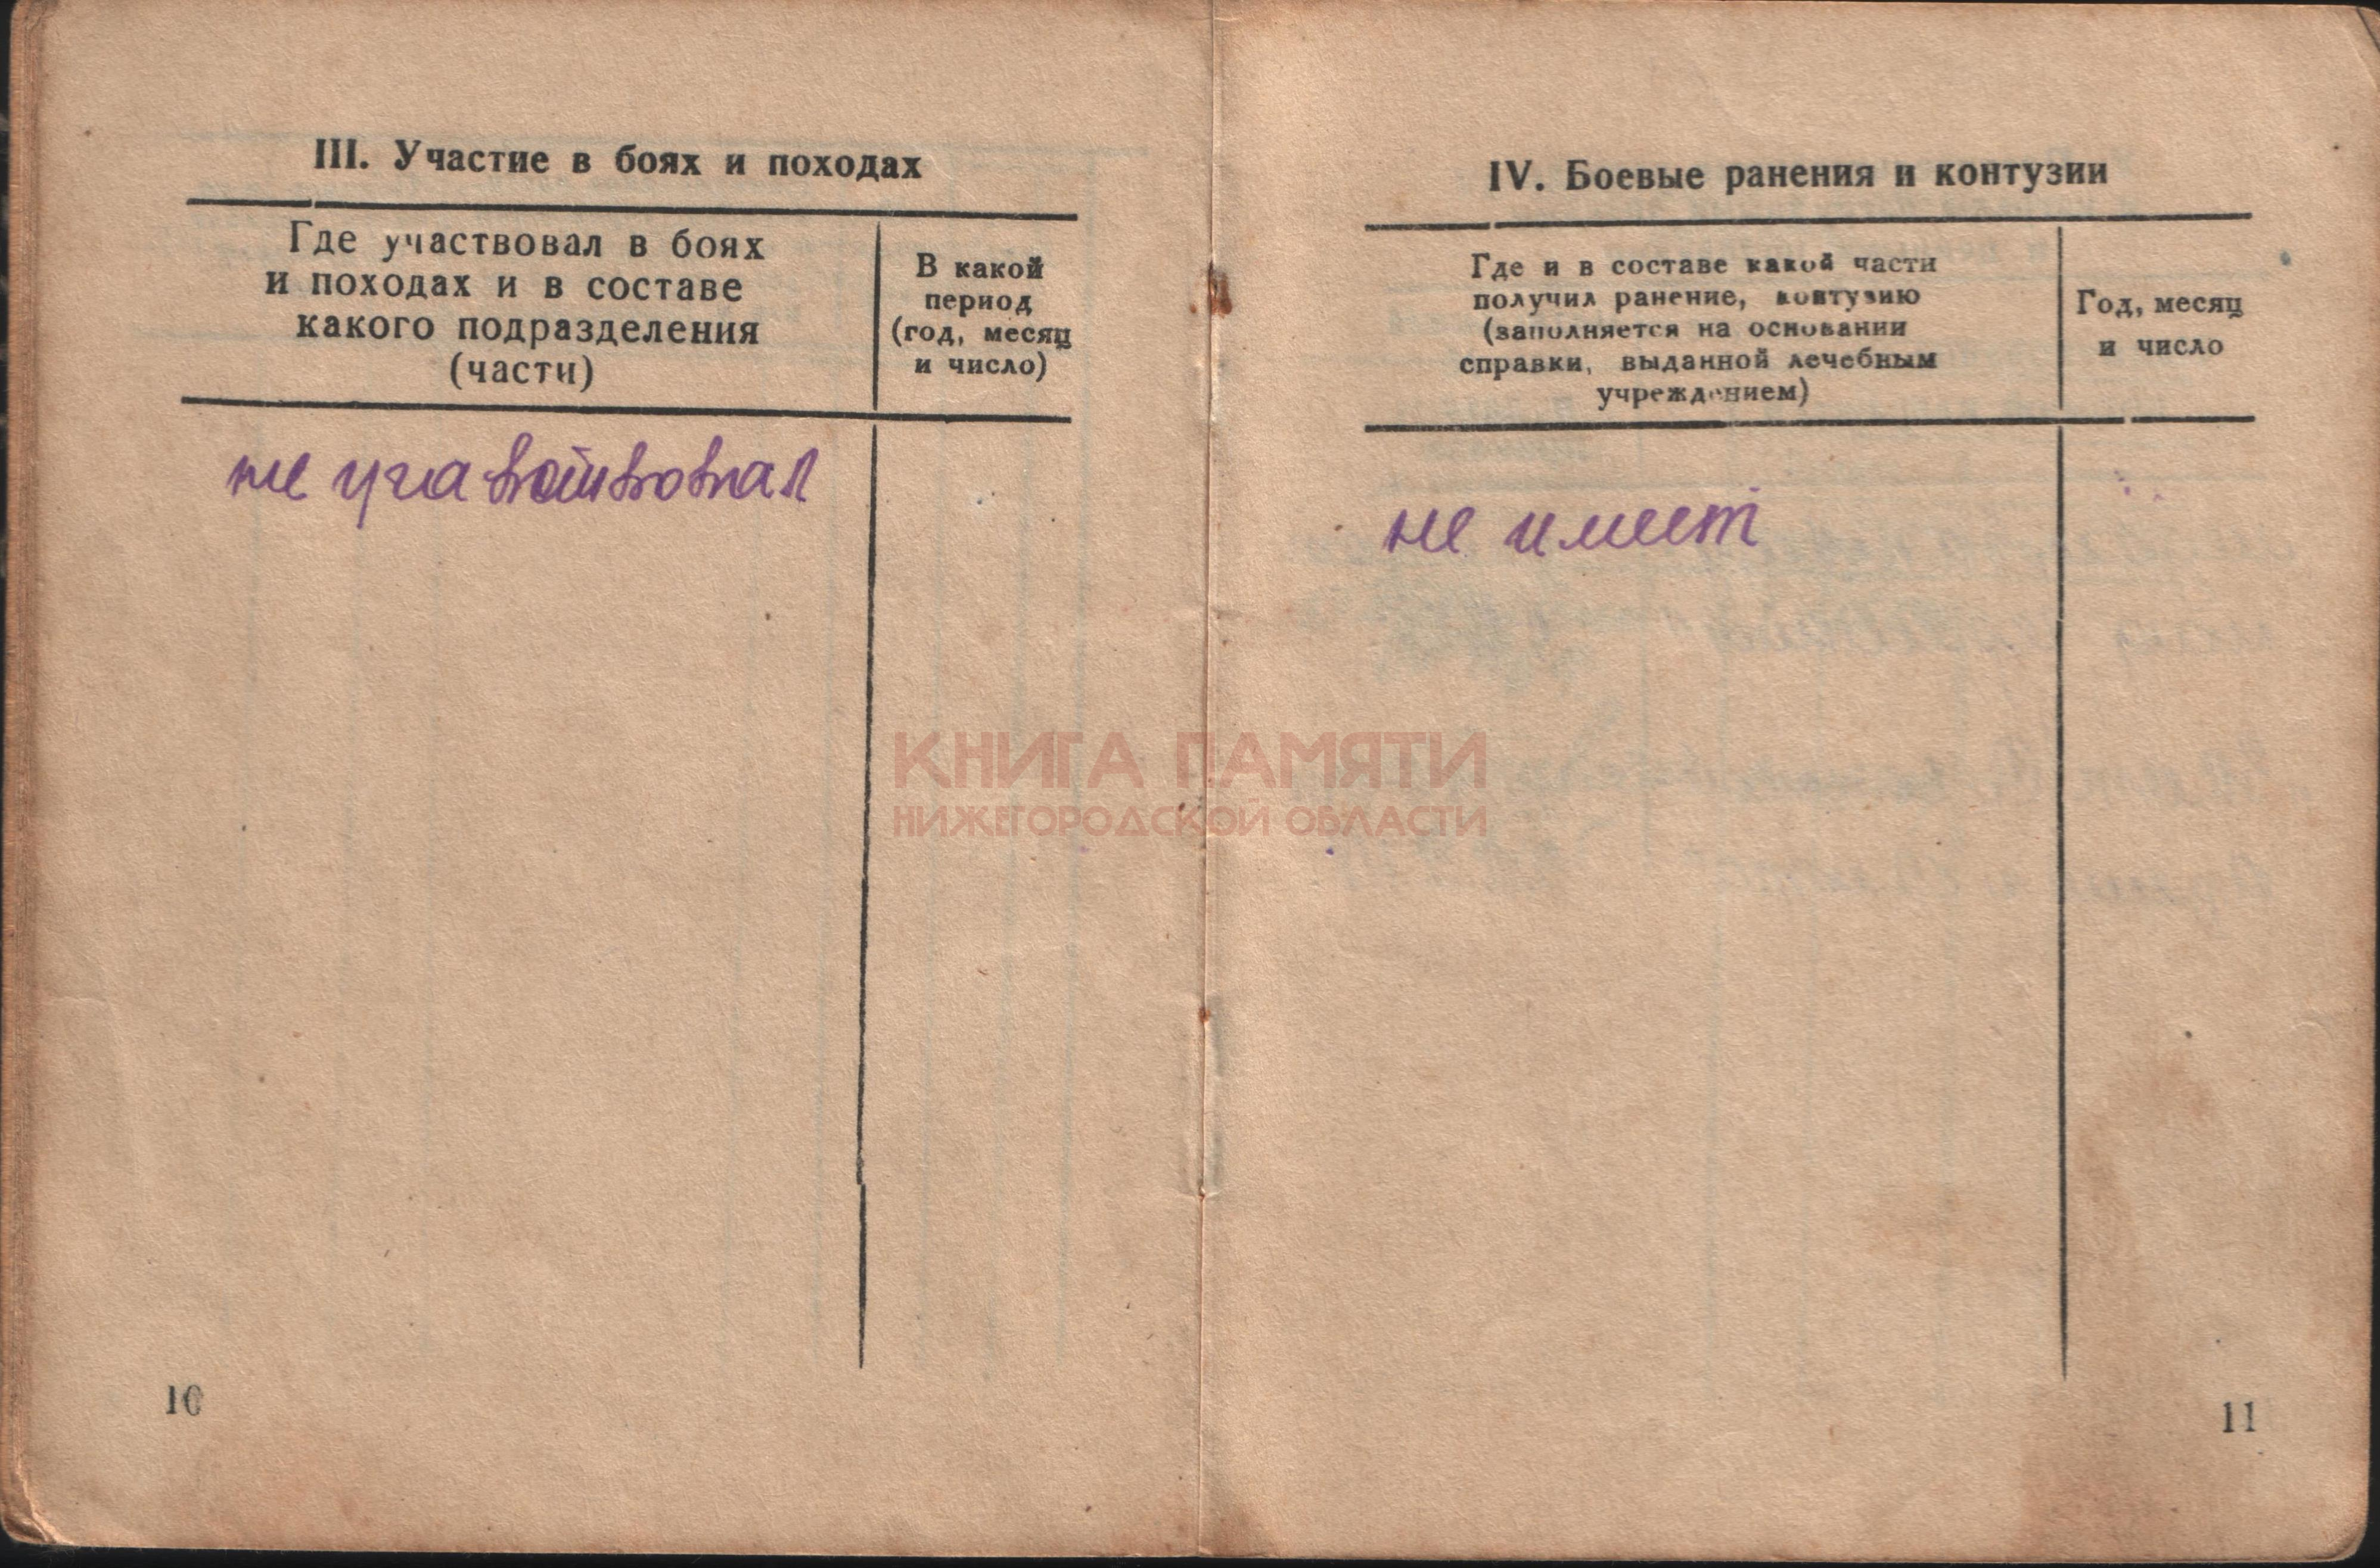 III. Участие в боях и походах
Где участвовал в боях
и походах и в составе
какого подразделения
(части)
В какой
период
(год, месяц
и число)
не учавствовал
10
IV. Боевые ранения и контузии
Где и в составе какой части
получил ранение, контузию
(заполняется на основании
справки, выданной лечебным
учреждением)
Год, месяц
и число
не имеет
11
КНИГА ПАМЯТИ
НИЖЕГОРОДСКОЙ ОБЛАСТИ